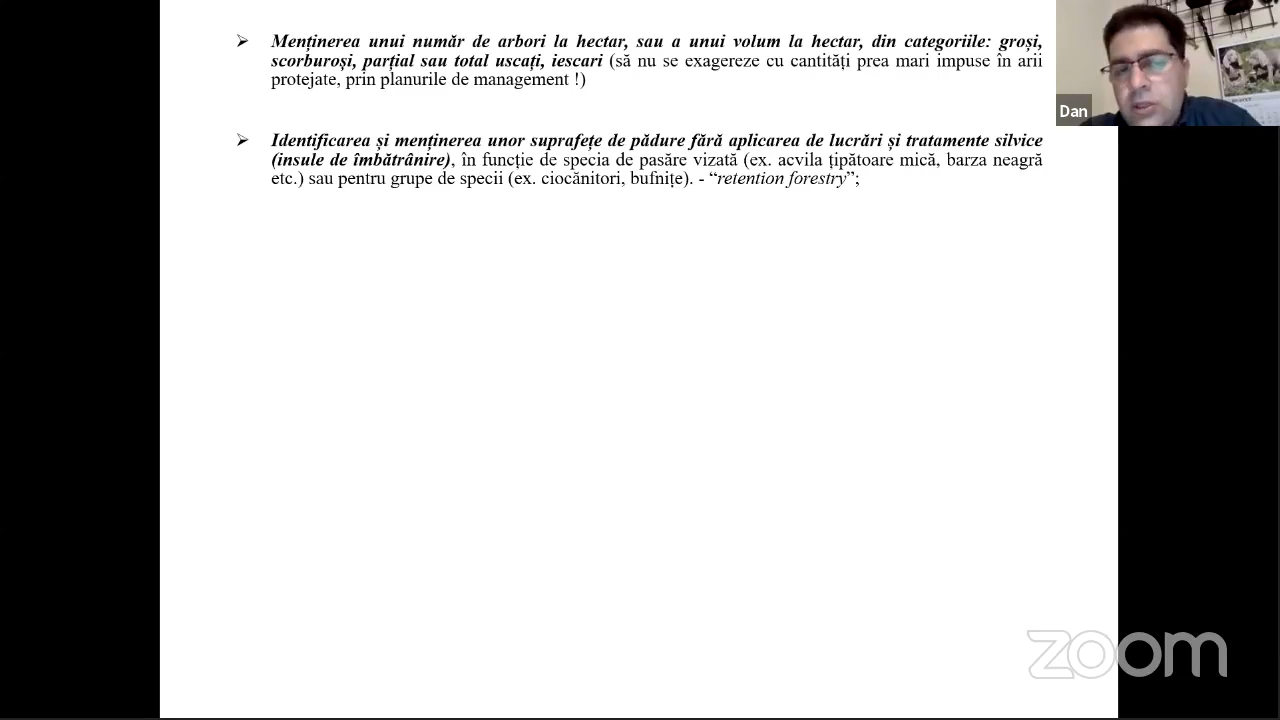 ➢ Menținerea unui număr de arbori la hectar, sau a unui volum la hectar, din categoriile: groși,
scorburoși, parțial sau total uscați, iescari (să nu se exagereze cu cantități prea mari impuse în arii
protejate, prin planurile de management !)
➢ Identificarea și menținerea unor suprafețe de pădure fără aplicarea de lucrări și tratamente silvice
(insule de îmbătrânire), în funcție de specia de pasăre vizată (ex. acvila țipătoare mică, barza neagră
etc.) sau pentru grupe de specii (ex. ciocănitori, bufnițe). - “retention forestry”;
Dan
zoom